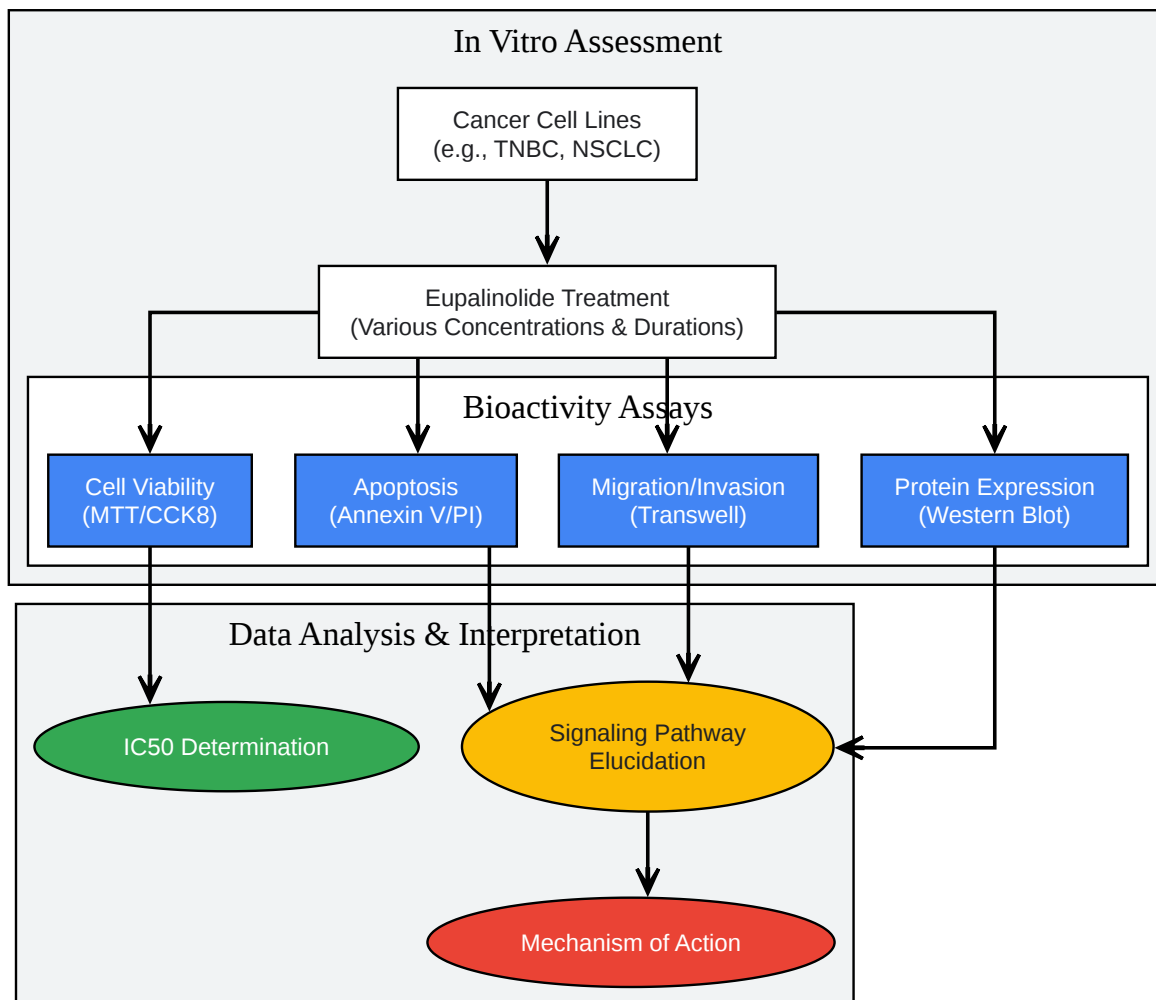 In Vitro Assessment
Cancer Cell Lines
(e.g., TNBC, NSCLC)
Eupalinolide Treatment
(Various Concentrations & Durations)
Bioactivity Assays
Cell Viability
(MTT/CCK8)
Apoptosis
(Annexin V/PI)
Migration/Invasion
(Transwell)
Protein Expression
(Western Blot)
Data Analysis & Interpretation
IC50 Determination
Signaling Pathway
Elucidation
Mechanism of Action